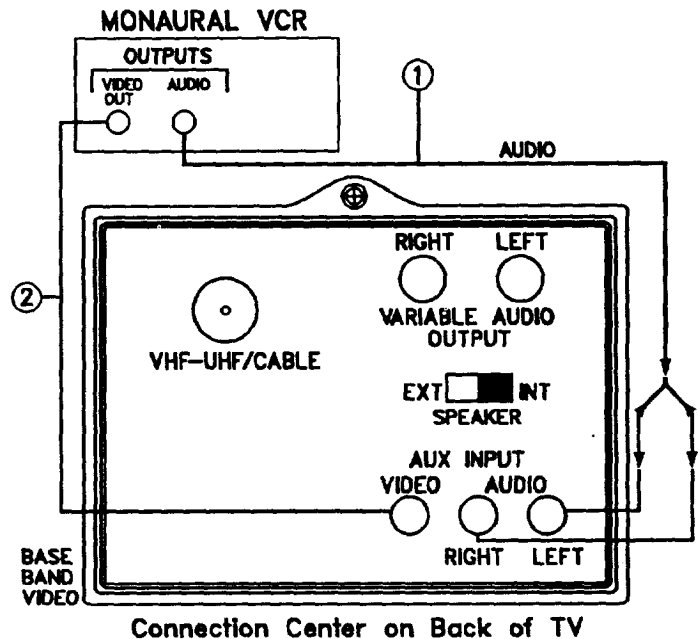 MONAURAL VCR
OUTPUTS
VIDEO OUT
AUDIO
1
AUDIO
2
RIGHT LEFT
VARIABLE AUDIO
OUTPUT
VHF-UHF/CABLE
EXT INT
SPEAKER
AUX INPUT
VIDEO AUDIO
RIGHT LEFT
BASE
BAND
VIDEO
Connection Center on Back of TV